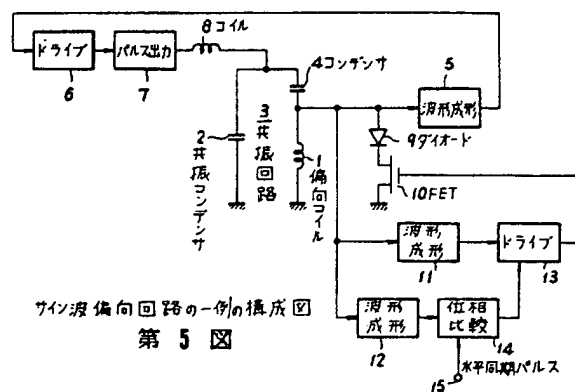 8コイル
ドライブ
6
パルス出力
7
4コンデンサ
5
波形成形
2共振コンデンサ
3共振回路
1偏向コイル
9ダイオード
10FET
波形成形
11
ドライブ
13
波形成形
12
位相比較
14
水平同期パルス
15
サイン波偏向回路の一例の構成図
第5図